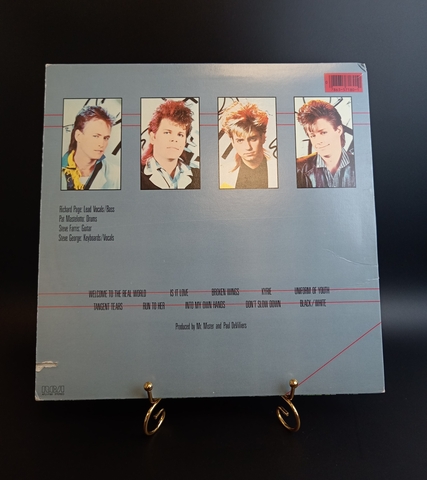 Richard Page: Lead Vocals/Bass
Pat Mastelotto: Drums
Steve Farris: Guitar
Steve George: Keyboards/Vocals
WELCOME TO THE REAL WORLD IS IT LOVE BROKEN WINGS KYRIE UNIFORM OF YOUTH
TANGENT TEARS RUN TO HER INTO MY OWN HANDS DON'T SLOW DOWN BLACK/WHITE
Produced by Mr. Mister and Paul DeVilliers
RCA